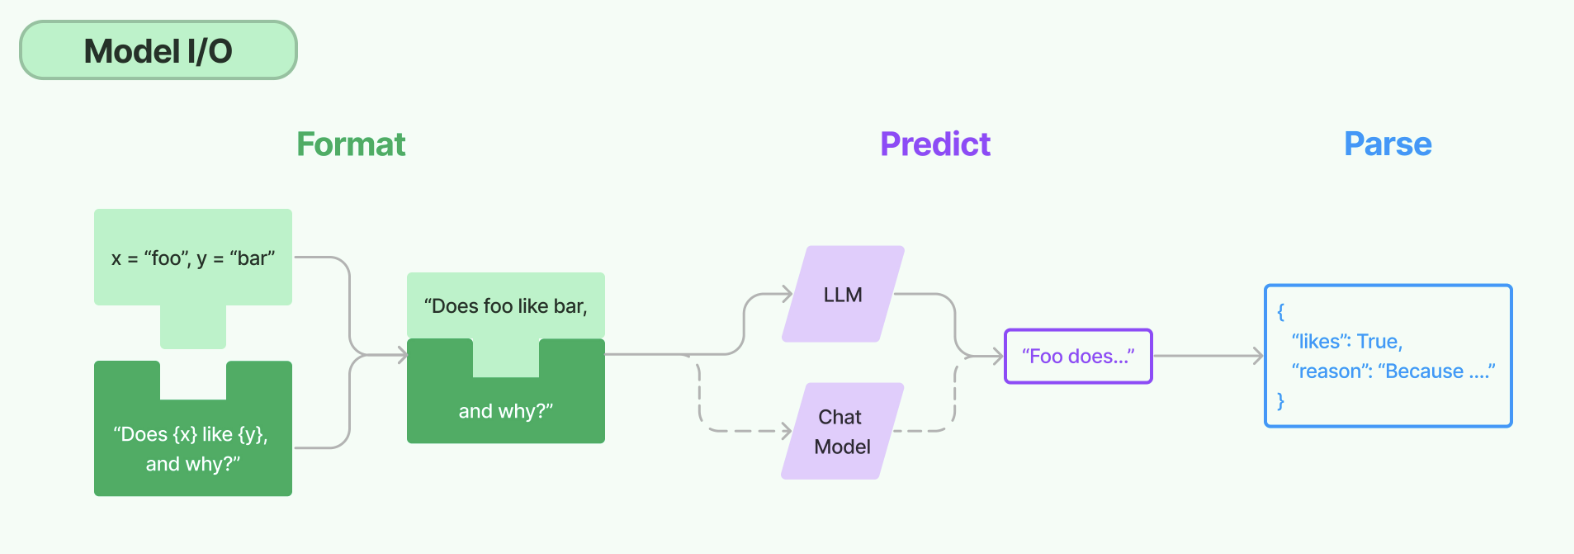 Model I/O
Format
Predict
Parse
x = “foo”, y = “bar”
“Does {x} like {y},
and why?”
“Does foo like bar,
and why?”
LLM
Chat
Model
“Foo does...”
{
“likes”: True,
“reason”: “Because ....”
}